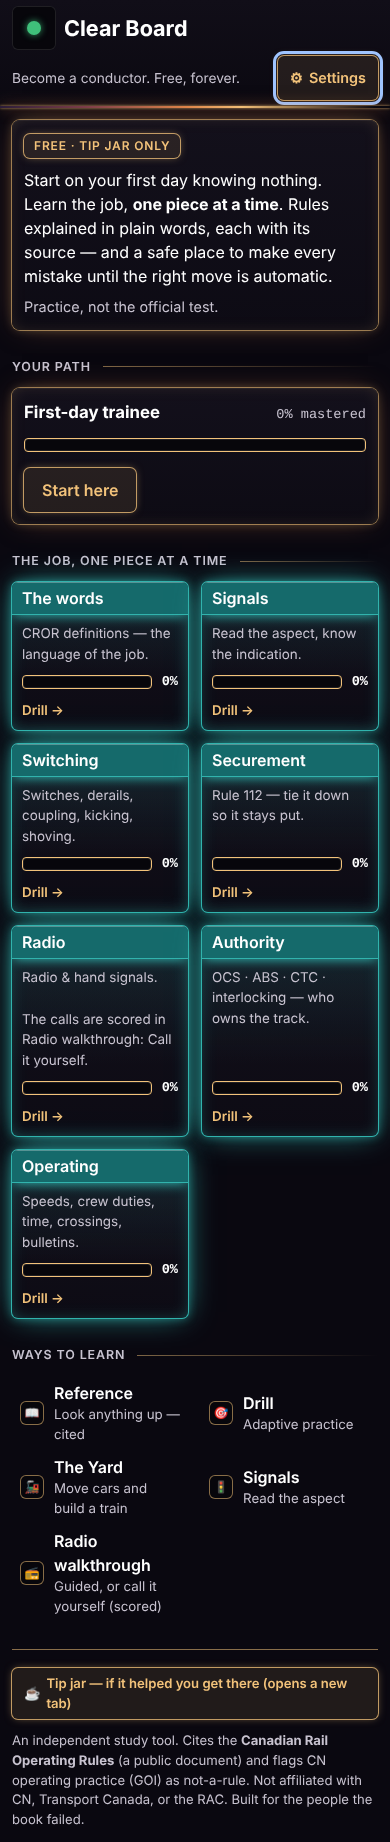 Clear Board
Become a conductor. Free, forever.
⚙ Settings
FREE · TIP JAR ONLY
Start on your first day knowing nothing.
Learn the job, one piece at a time. Rules
explained in plain words, each with its
source — and a safe place to make every
mistake until the right move is automatic.
Practice, not the official test.
YOUR PATH
First-day trainee
0% mastered
Start here
THE JOB, ONE PIECE AT A TIME
The words
CROR definitions — the
language of the job.
0%
Drill →
Signals
Read the aspect, know
the indication.
0%
Drill →
Switching
Switches, derails,
coupling, kicking,
shoving.
0%
Drill →
Securement
Rule 112 — tie it down
so it stays put.
0%
Drill →
Radio
Radio & hand signals.
The calls are scored in
Radio walkthrough: Call
it yourself.
0%
Drill →
Authority
OCS · ABS · CTC ·
interlocking — who
owns the track.
0%
Drill →
Operating
Speeds, crew duties,
time, crossings,
bulletins.
0%
Drill →
WAYS TO LEARN
Reference
Look anything up —
cited
Drill
Adaptive practice
The Yard
Move cars and
build a train
Signals
Read the aspect
Radio
walkthrough
Guided, or call it
yourself (scored)
Tip jar — if it helped you get there (opens a new
tab)
An independent study tool. Cites the Canadian Rail
Operating Rules (a public document) and flags CN
operating practice (GOI) as not-a-rule. Not affiliated with
CN, Transport Canada, or the RAC. Built for the people the
book failed.